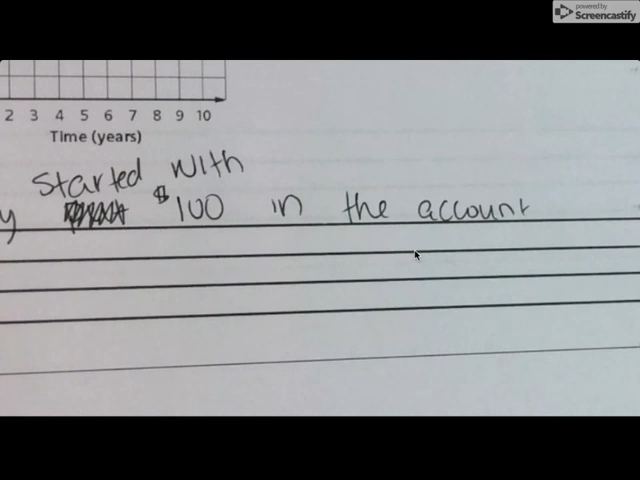 powered by
Screencastify
2 3 4 5 6 7 8 9 10
Time (years)
Started with
y $100 in the account